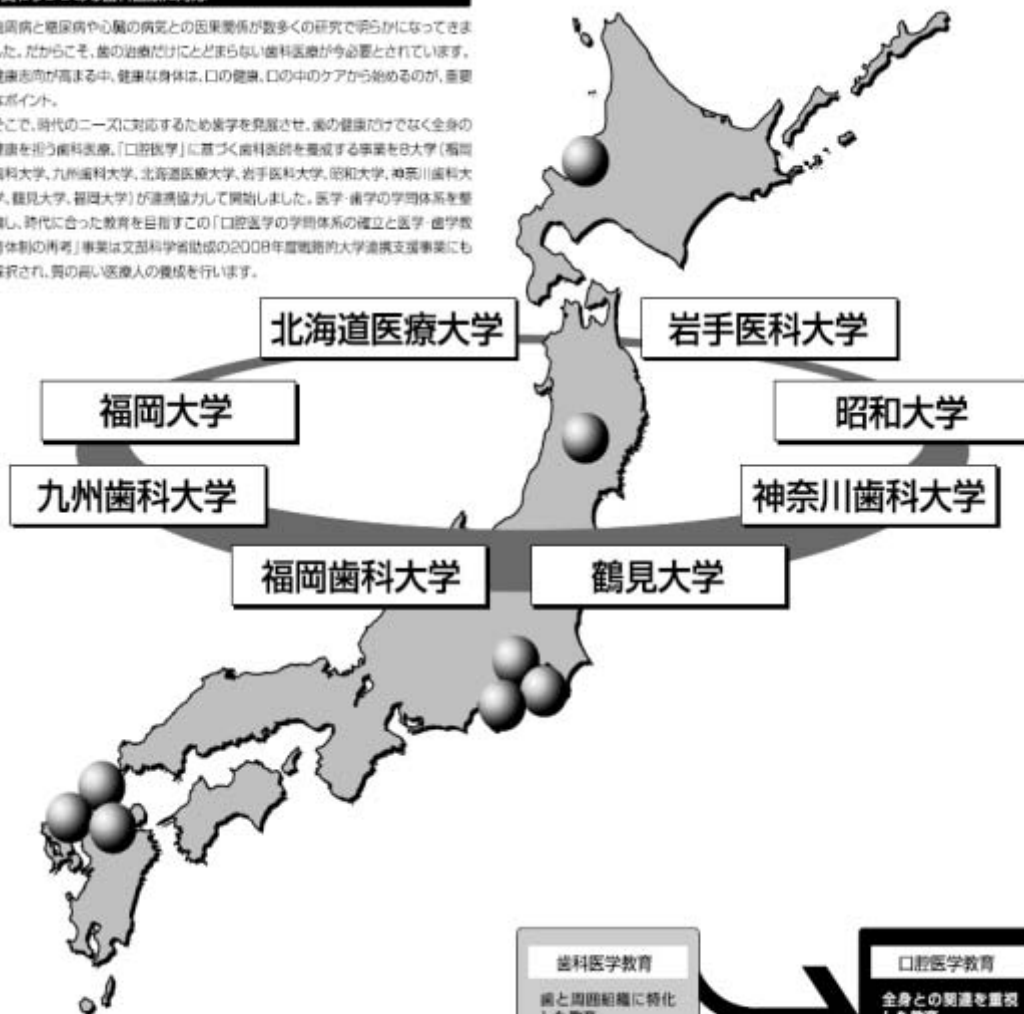 周病と糖尿病や心臓の病気との因果関係が数多くの研究で明らかになってきま
した。だからこそ、歯の治療だけにとどまらない歯科医療が今必要とされています。
健康志向が高まる中、健康な身体は、口の健康、口の中のケアから始めるのが、重要
なポイント。
そこで、時代のニーズに対応するため歯学を発展させ、歯の健康だけでなく全身の
健康を担う歯科医療、「口腔医学」に基づく歯科医師を養成する事業を8大学(福岡
歯科大学、九州歯科大学、北海道医療大学、岩手医科大学、昭和大学、神奈川歯科大
学、鶴見大学、福岡大学)が連携協力して開始しました。医学・歯学の学問体系を整
備し、時代に合った教育を目指すこの「口腔医学の学問体系の確立と医学・歯学教
育体制の再考」事業は文部科学省助成の2008年度戦略的大学連携支援事業にも
採択され、質の高い医療人の養成を行います。
北海道医療大学
岩手医科大学
福岡大学
昭和大学
九州歯科大学
神奈川歯科大学
福岡歯科大学
鶴見大学
歯科医学教育
口腔医学教育
歯と周囲組織に特化
全身との関連を重視